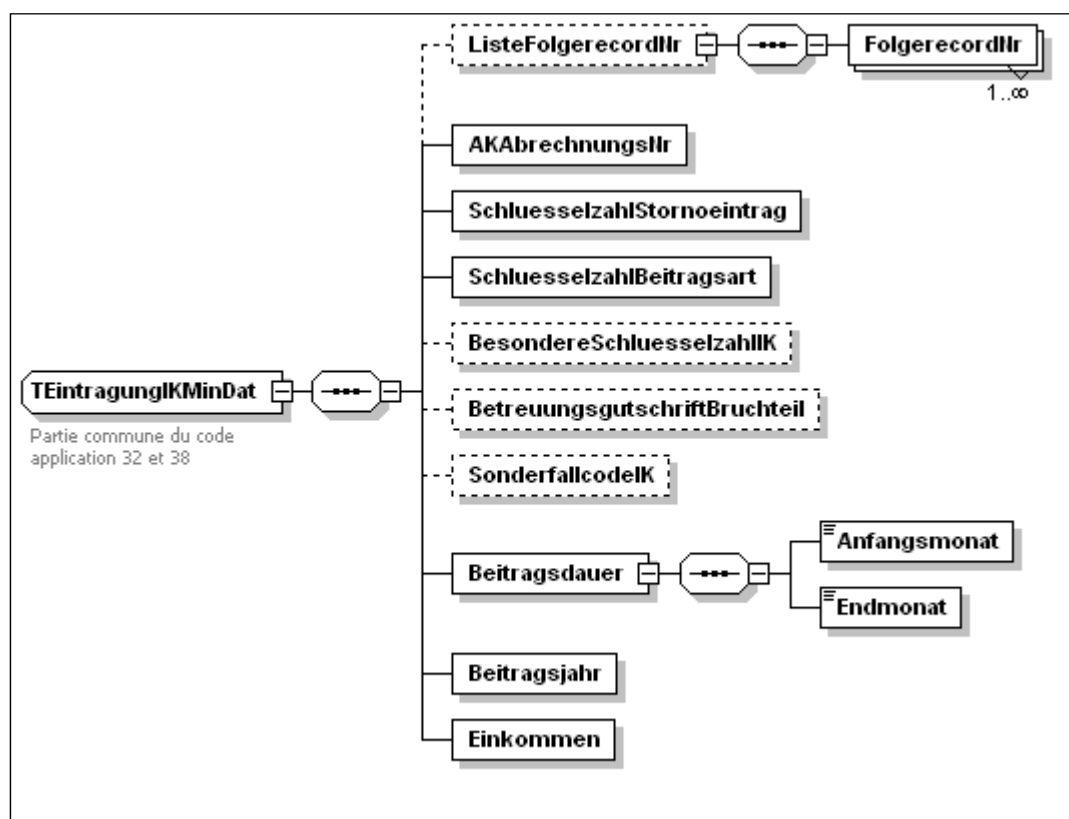 ListeFolgerecordNr
FolgerecordNr
1..∞
AKAbrechnungsNr
SchluesselzahlStornoeintrag
SchluesselzahlBeitragsart
BesondereSchluesselzahlIK
TEintragungIKMinDat
BetreuungsgutschriftBruchteil
Partie commune du code
application 32 et 38
SonderfallcodeIK
Anfangsmonat
Beitragsdauer
Endmonat
Beitragsjahr
Einkommen